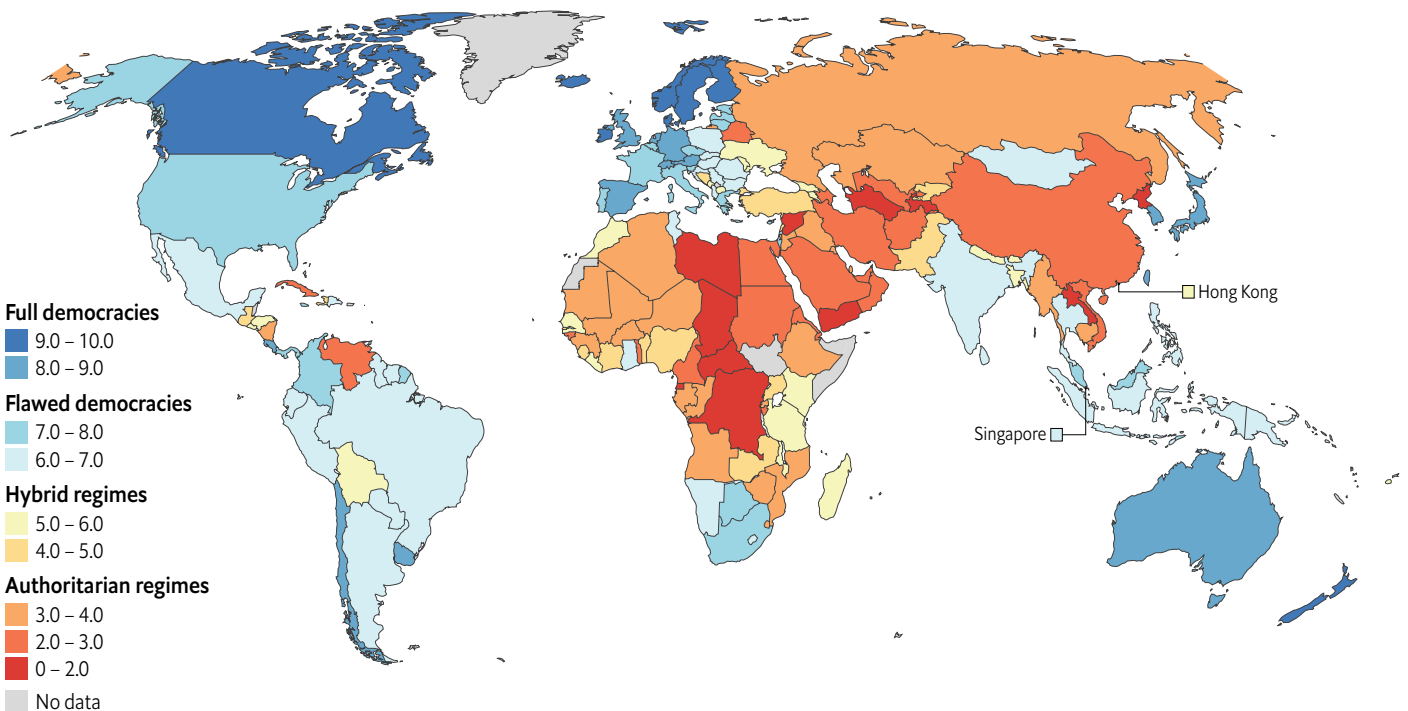 Full democracies
9.0 – 10.0
8.0 – 9.0
Flawed democracies
7.0 – 8.0
6.0 – 7.0
Hybrid regimes
5.0 – 6.0
4.0 – 5.0
Authoritarian regimes
3.0 – 4.0
2.0 – 3.0
0 – 2.0
No data
Hong Kong
Singapore